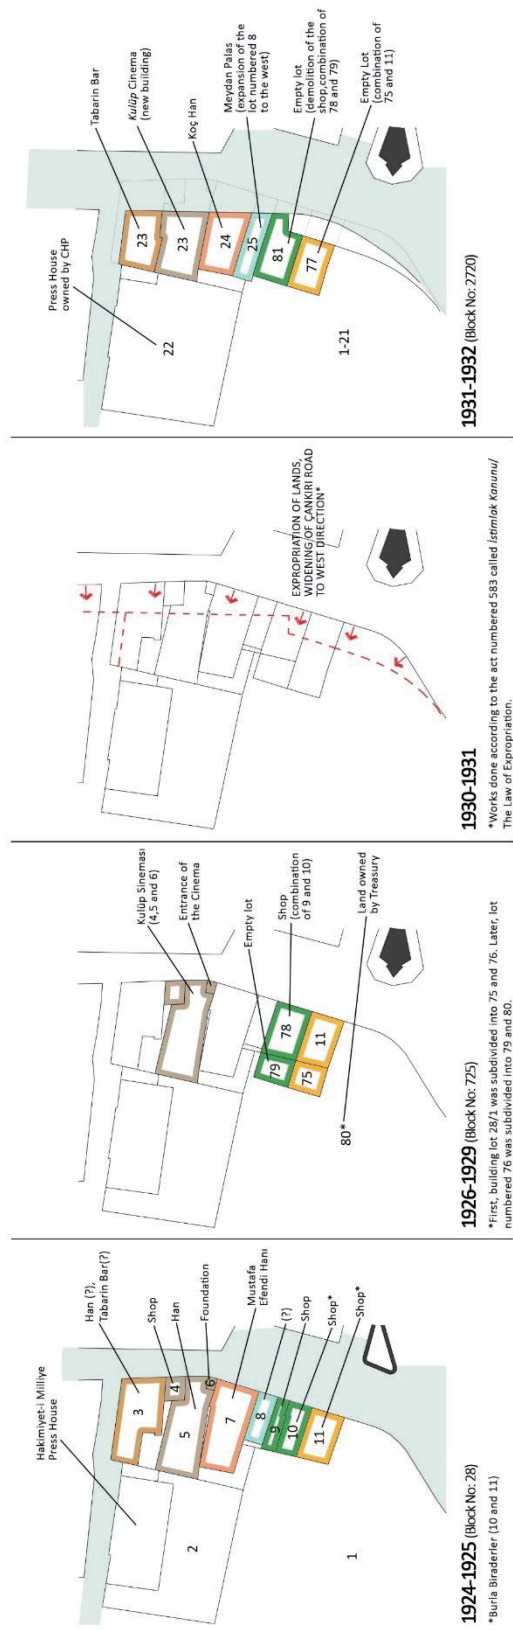 Hakimiyet-i Milliye
Press House
Han (?),
Tabarin Bar(?)
Shop
Han
Foundation
Mustafa
Efendi Hanı
(?)
Shop
Shop*
Shop*
3
4
5
6
7
8
9
10
11
2
1
1924-1925 (Block No: 28)
*Burla Biraderler (10 and 11)
Kulüp Sineması
(4,5 and 6)
Entrance of
the Cinema
Empty lot
Shop
(combination
of 9 and 10)
Land owned
by Treasury
79
78
75
11
80*
1926-1929 (Block No: 725)
*First, building lot 28/1 was subdivided into 75 and 76. Later, lot
numbered 76 was subdivided into 79 and 80.
EXPROPRIATION OF LANDS,
WIDENING OF ÇANKIRI ROAD
TO WEST DIRECTION*
1930-1931
*Works done according to the act numbered 583 called İstimlak Kanunu/
The Law of Expropriation.
Press House
owned by CHP
Tabarin Bar
Kulüp Cinema
(new building)
Koç Han
Meydan Palas
(expansion of the
lot numbered 8
to the west)
Empty lot
(demolition of the
shop,combination of
78 and 79)
Empty Lot
(combination of
75 and 11)
23
23
24
25
81
77
22
1-21
1931-1932 (Block No: 2720)